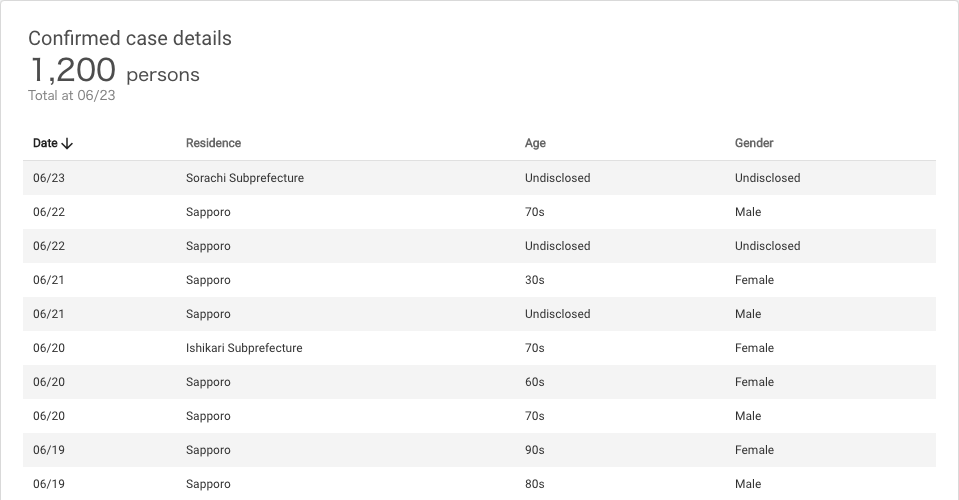 Confirmed case details
1,200 persons
Total at 06/23
Date Residence Age Gender
06/23 Sorachi Subprefecture Undisclosed Undisclosed
06/22 Sapporo 70s Male
06/22 Sapporo Undisclosed Undisclosed
06/21 Sapporo 30s Female
06/21 Sapporo Undisclosed Male
06/20 Ishikari Subprefecture 70s Female
06/20 Sapporo 60s Female
06/20 Sapporo 70s Male
06/19 Sapporo 90s Female
06/19 Sapporo 80s Male